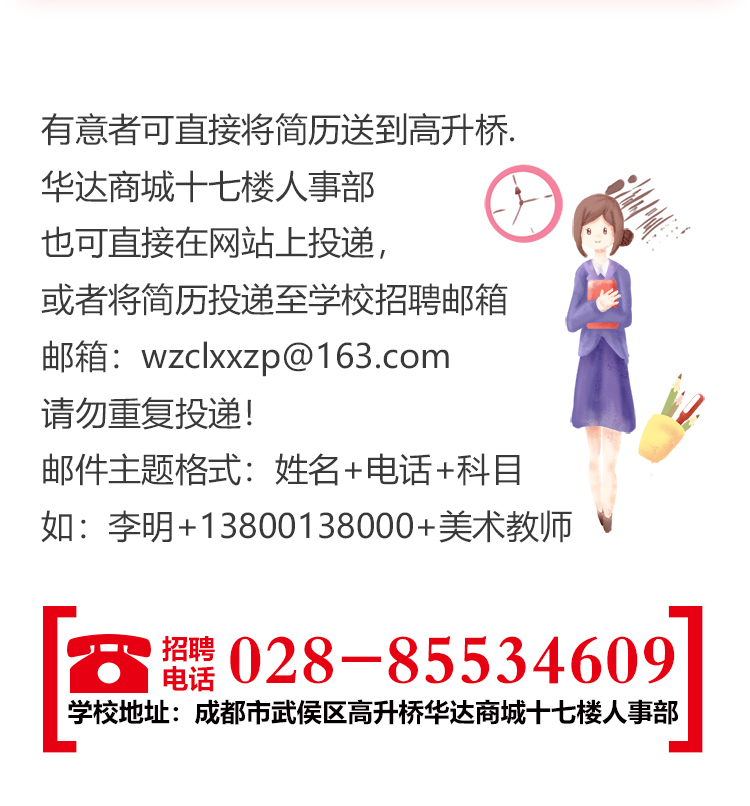 有意者可直接将简历送到高升桥.
华达商城十七楼人事部
也可直接在网站上投递，
或者将简历投递至学校招聘邮箱
邮箱：wzclxxzp@163.com
请勿重复投递！
邮件主题格式：姓名+电话+科目
如：李明+13800138000+美术教师
招聘电话 028-85534609
学校地址：成都市武侯区高升桥华达商城十七楼人事部